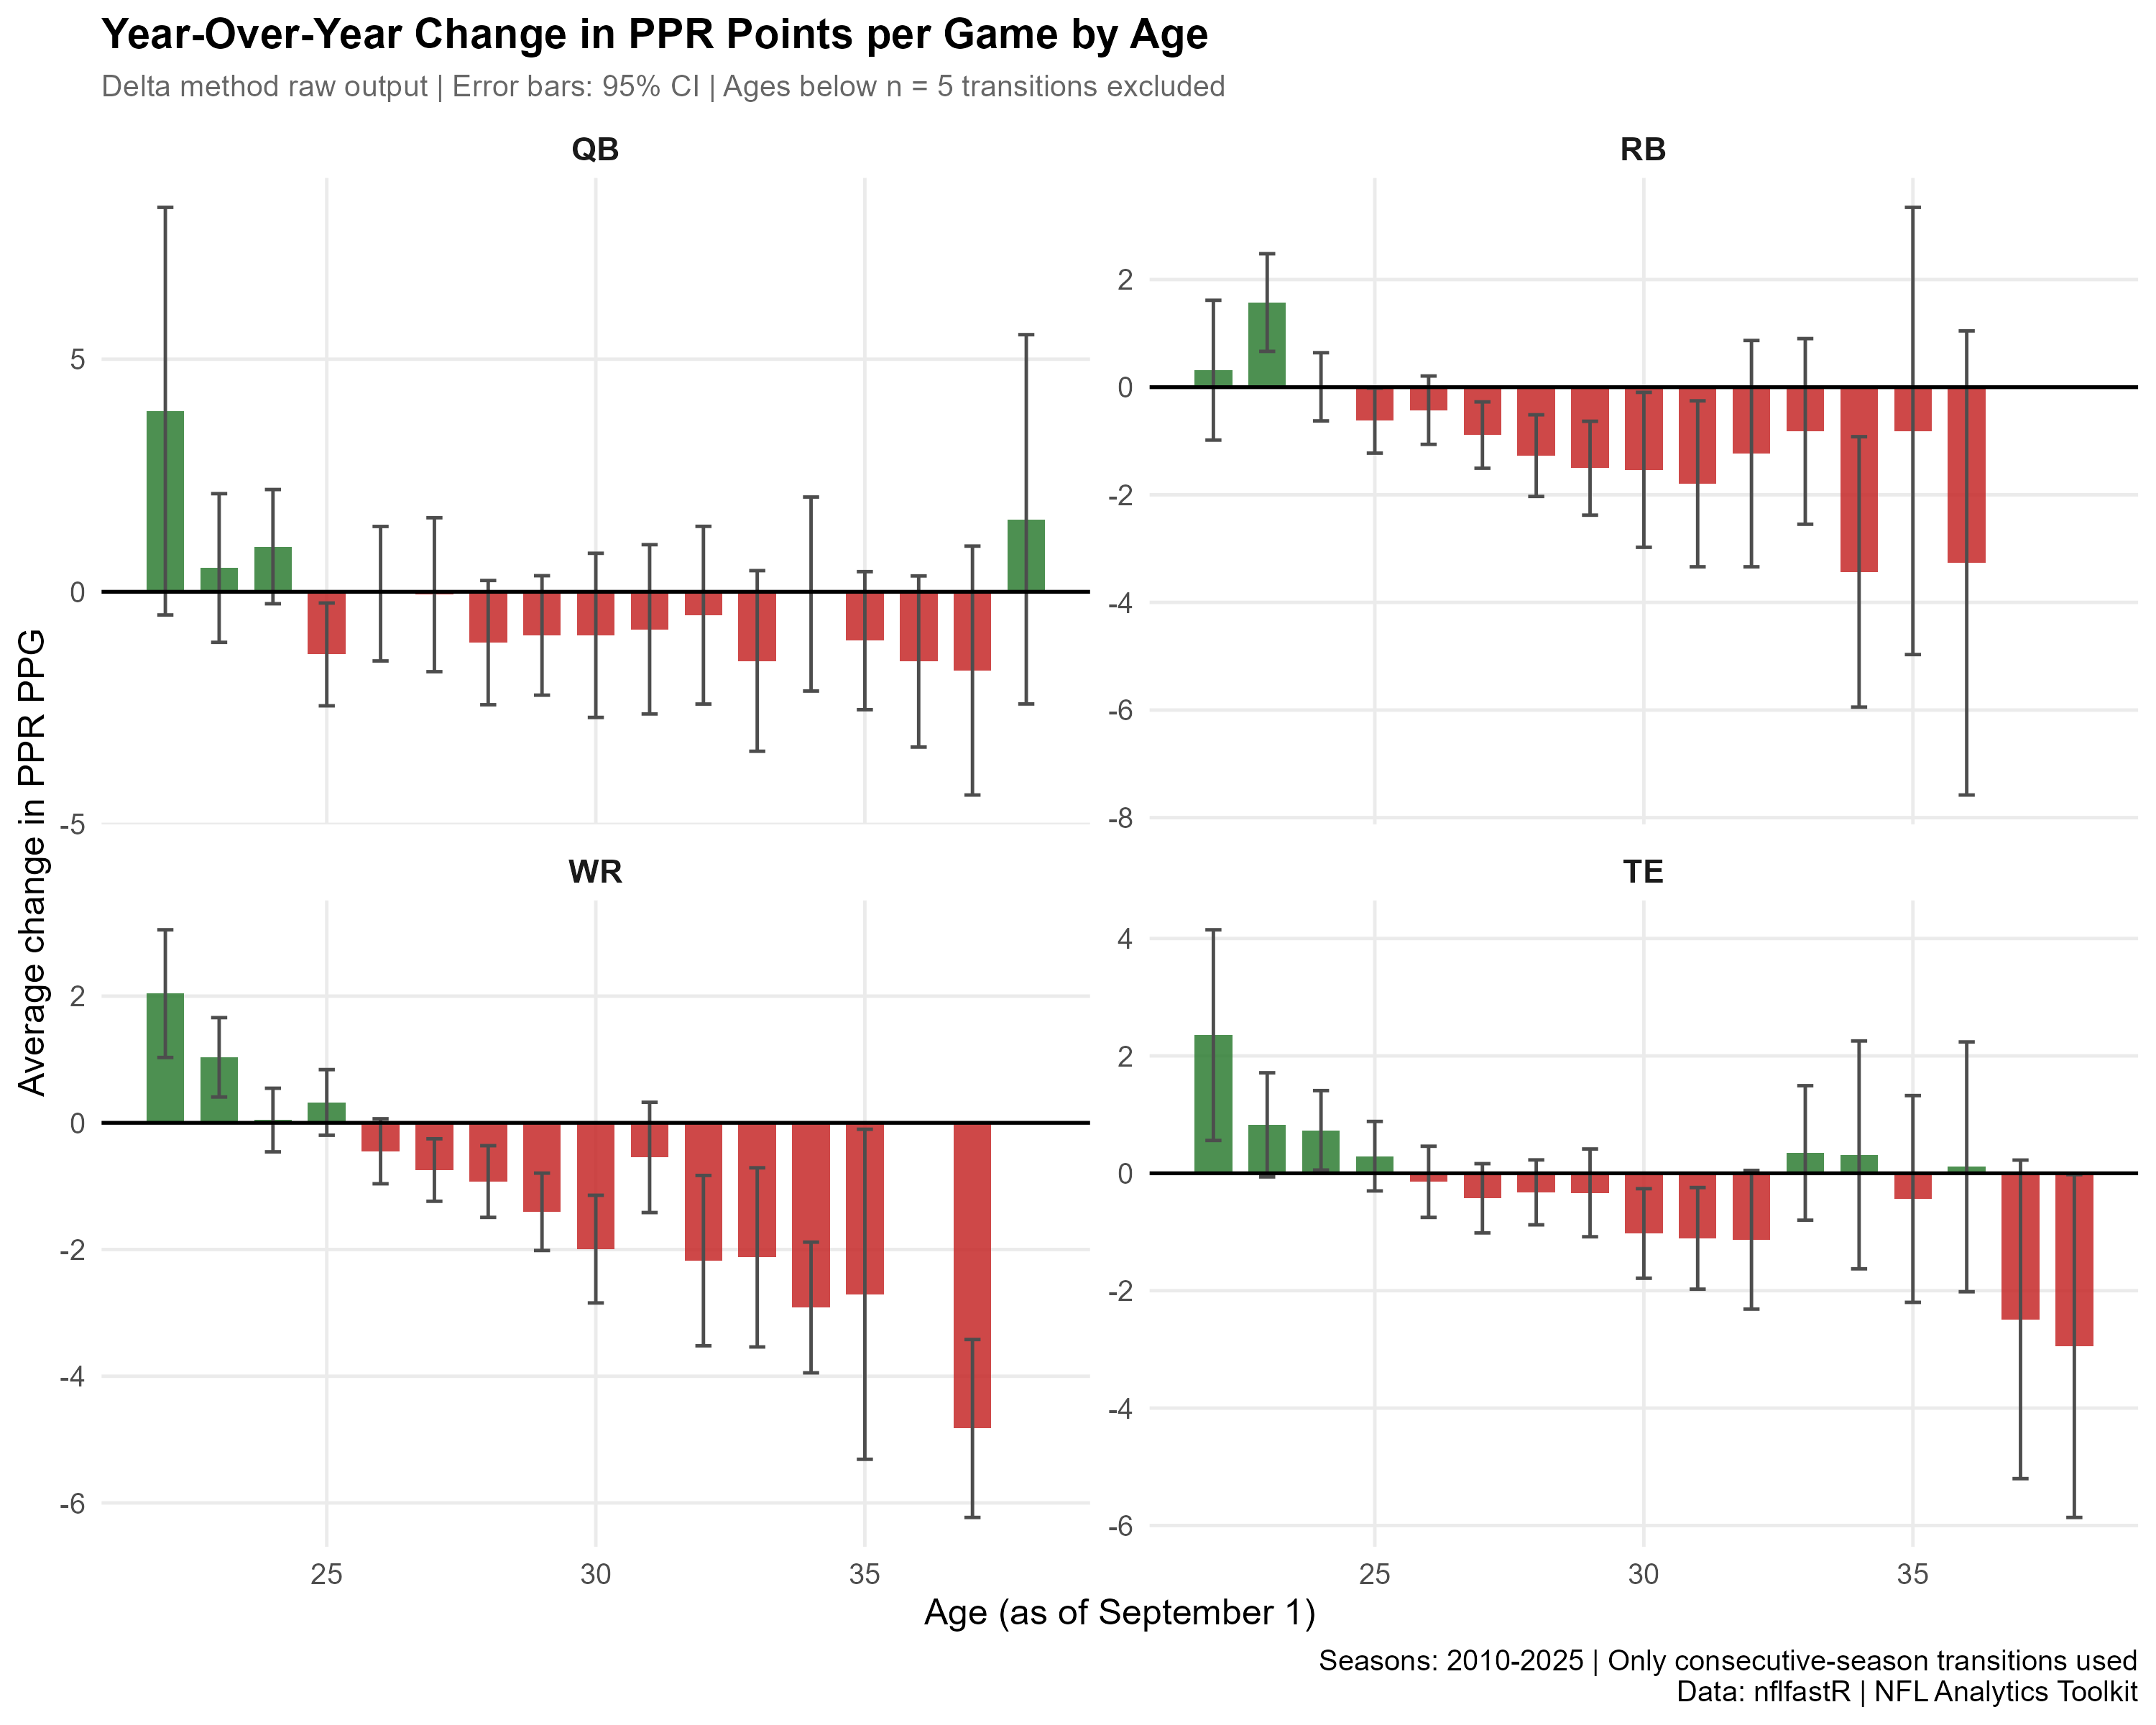 Year-Over-Year Change in PPR Points per Game by Age
Delta method raw output | Error bars: 95% CI | Ages below n = 5 transitions excluded
QB
RB
5
0
-5
2
0
-2
-4
-6
-8
WR
TE
2
0
-2
-4
-6
4
2
0
-2
-4
-6
25
30
35
25
30
35
Average change in PPR PPG
Age (as of September 1)
Seasons: 2010-2025 | Only consecutive-season transitions used
Data: nflfastR | NFL Analytics Toolkit